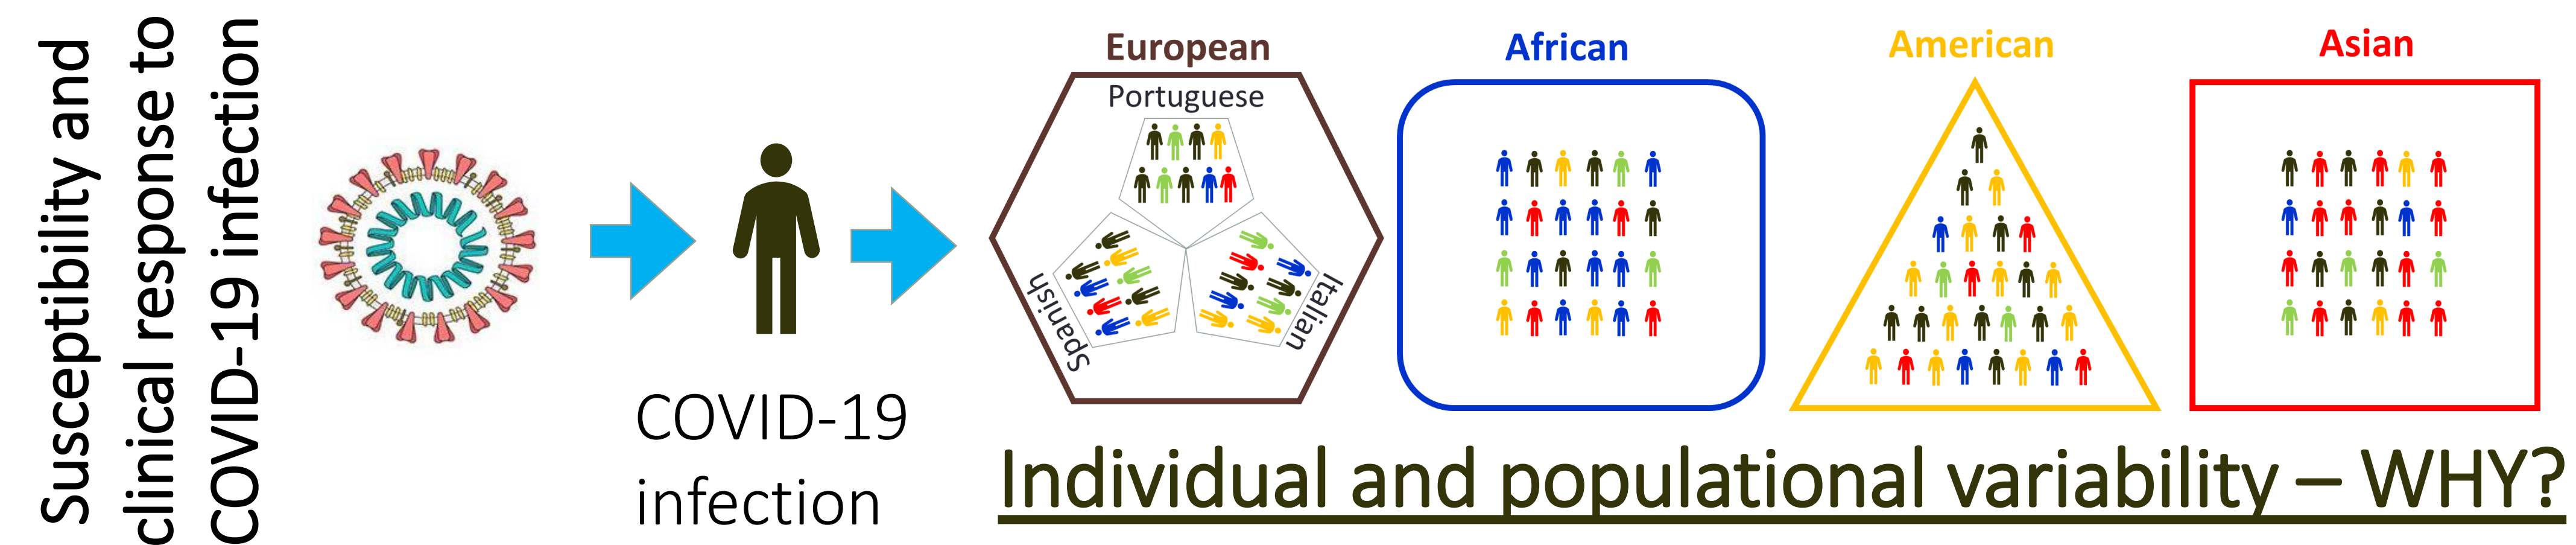 Susceptibility and
clinical response to
COVID-19 infection
COVID-19
infection
European
Portuguese
Spanish
Italian
African
American
Asian
Individual and populational variability – WHY?